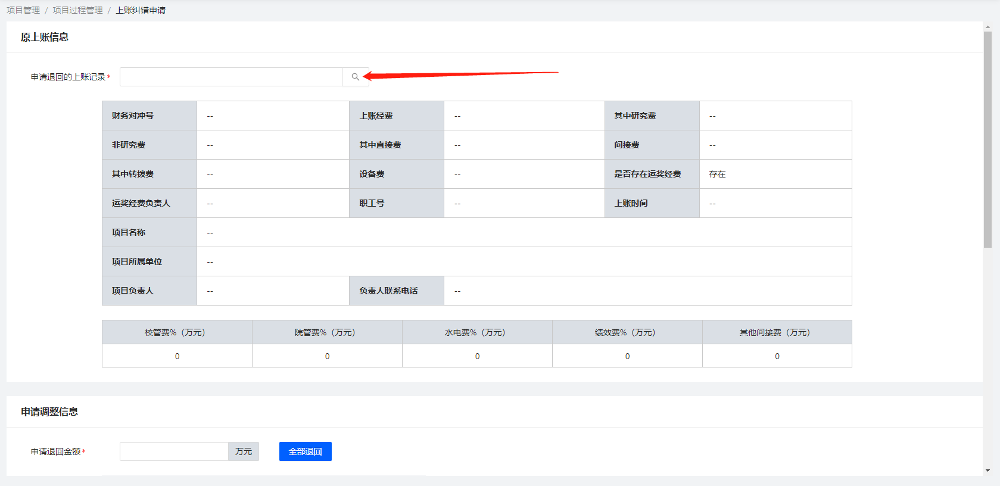 项目管理 / 项目过程管理 / 上账纠错申请
原上账信息
申请退回的上账记录*
财务对冲号 -- 上账经费 -- 其中研究费 --
非研究费 -- 其中直接费 -- 间接费 --
其中转拨费 -- 设备费 -- 是否存在运奖经费 存在
运奖经费负责人 -- 职工号 -- 上账时间 --
项目名称 --
项目所属单位 --
项目负责人 -- 负责人联系电话 --
校管费%（万元） 院管费%（万元） 水电费%（万元） 绩效费%（万元） 其他间接费（万元）
0 0 0 0 0
申请调整信息
申请退回金额* 万元 全部退回